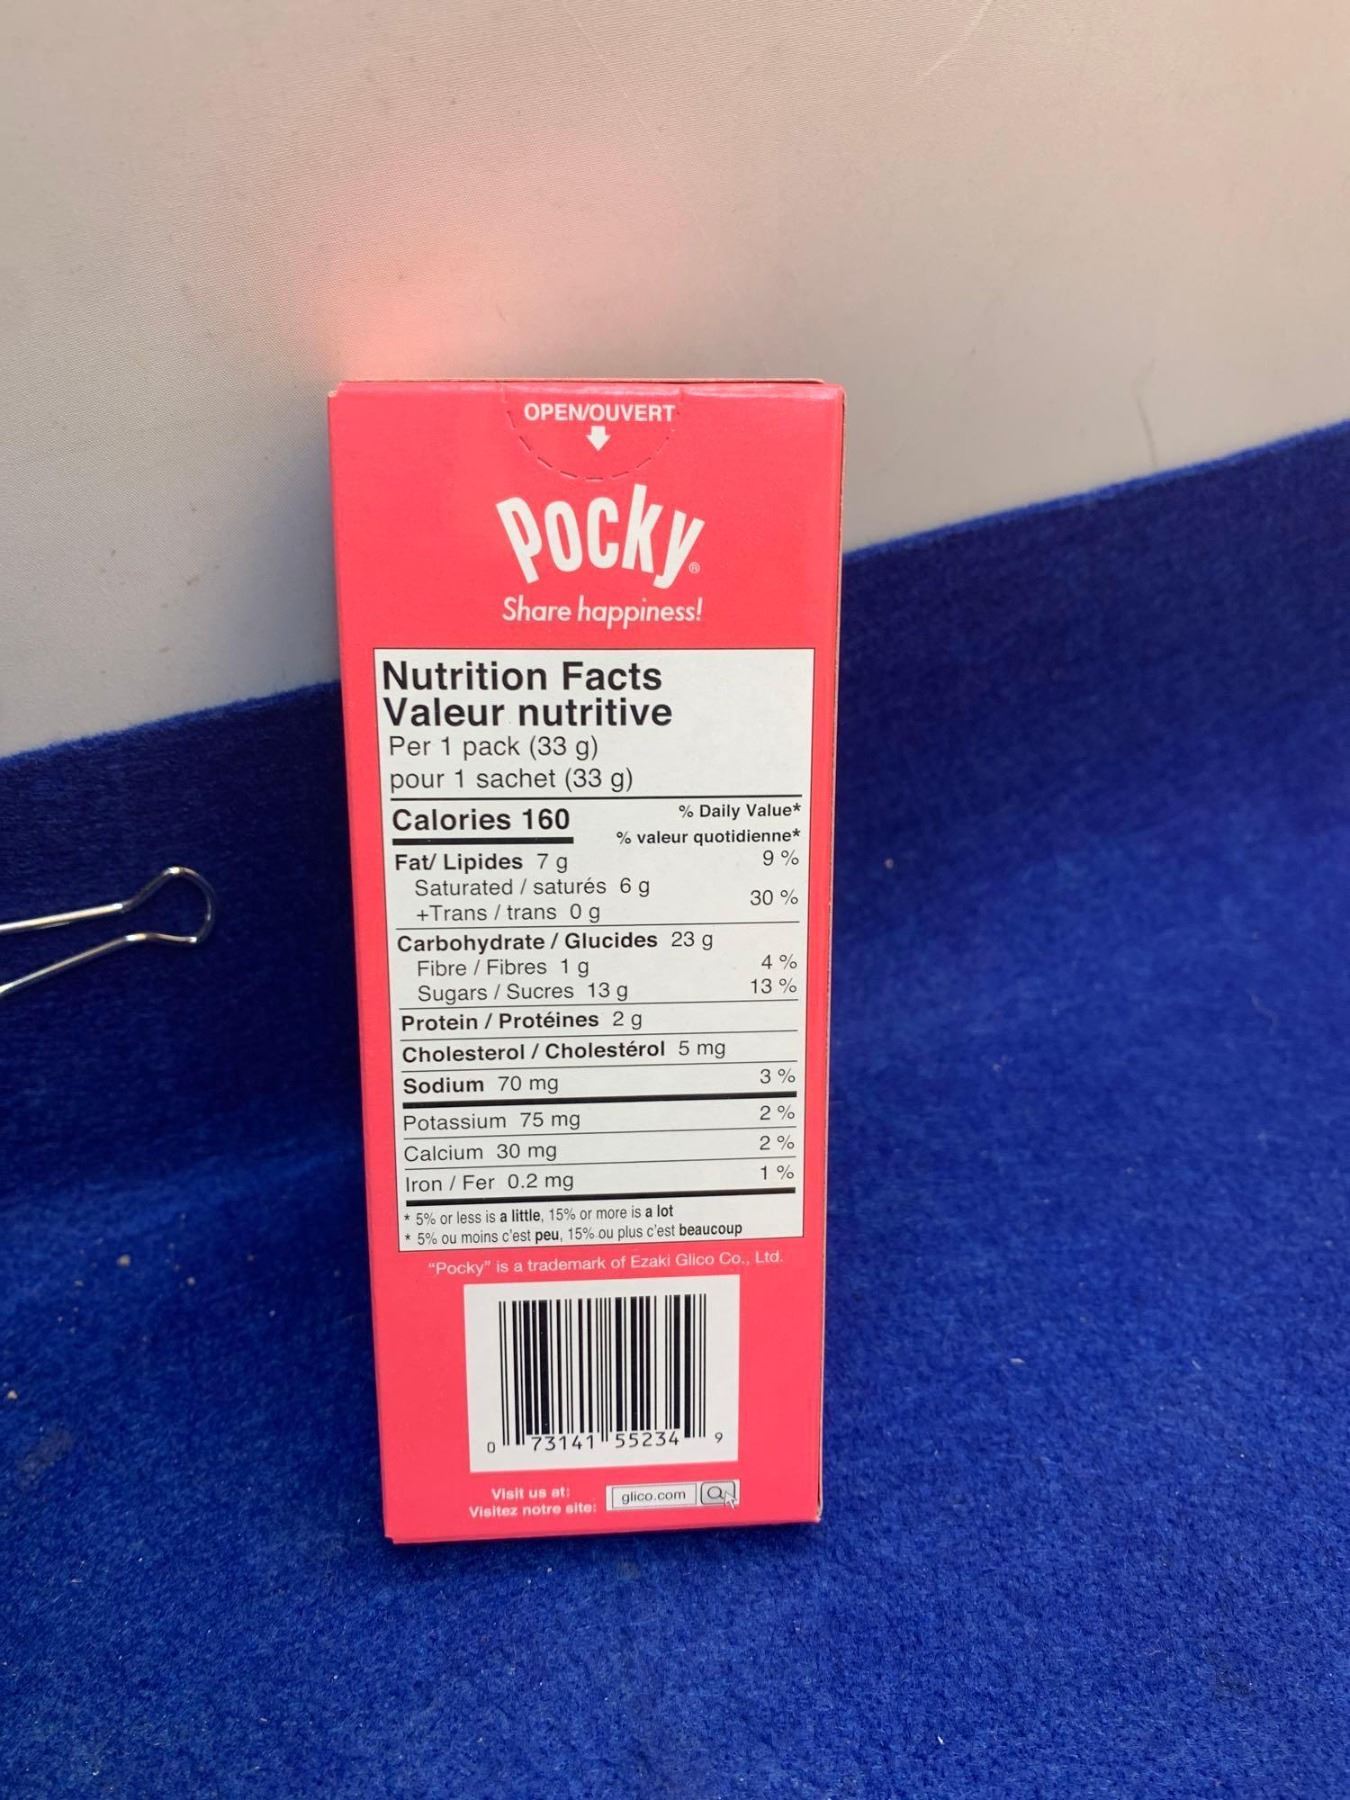 OPEN/OUVERT
Pocky®
Share happiness!
Nutrition Facts
Valeur nutritive
Per 1 pack (33 g)
pour 1 sachet (33 g)
Calories 160 % Daily Value*
% valeur quotidienne*
Fat/ Lipides 7 g 9 %
Saturated / saturés 6 g
+Trans / trans 0 g 30 %
Carbohydrate / Glucides 23 g
Fibre / Fibres 1 g 4 %
Sugars / Sucres 13 g 13 %
Protein / Protéines 2 g
Cholesterol / Cholestérol 5 mg
Sodium 70 mg 3 %
Potassium 75 mg 2 %
Calcium 30 mg 2 %
Iron / Fer 0.2 mg 1 %
* 5% or less is a little, 15% or more is a lot
* 5% ou moins c'est peu, 15% ou plus c'est beaucoup
"Pocky" is a trademark of Ezaki Glico Co., Ltd.
0 73141 55234 9
Visit us at:
Visitez notre site: glico.com